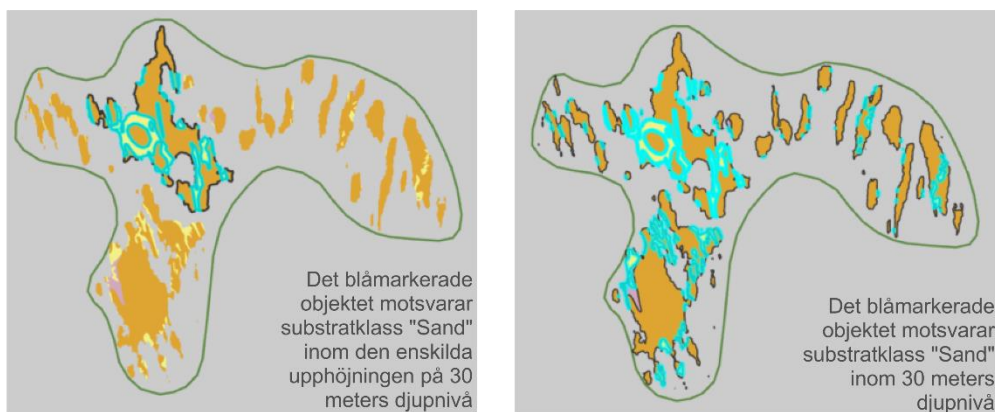 Det blåmarkerade
objektet motsvarar
substratklass "Sand"
inom den enskilda
upphöjningen på 30
meters djupnivå
Det blåmarkerade
objektet motsvarar
substratklass "Sand"
inom 30 meters
djupnivå